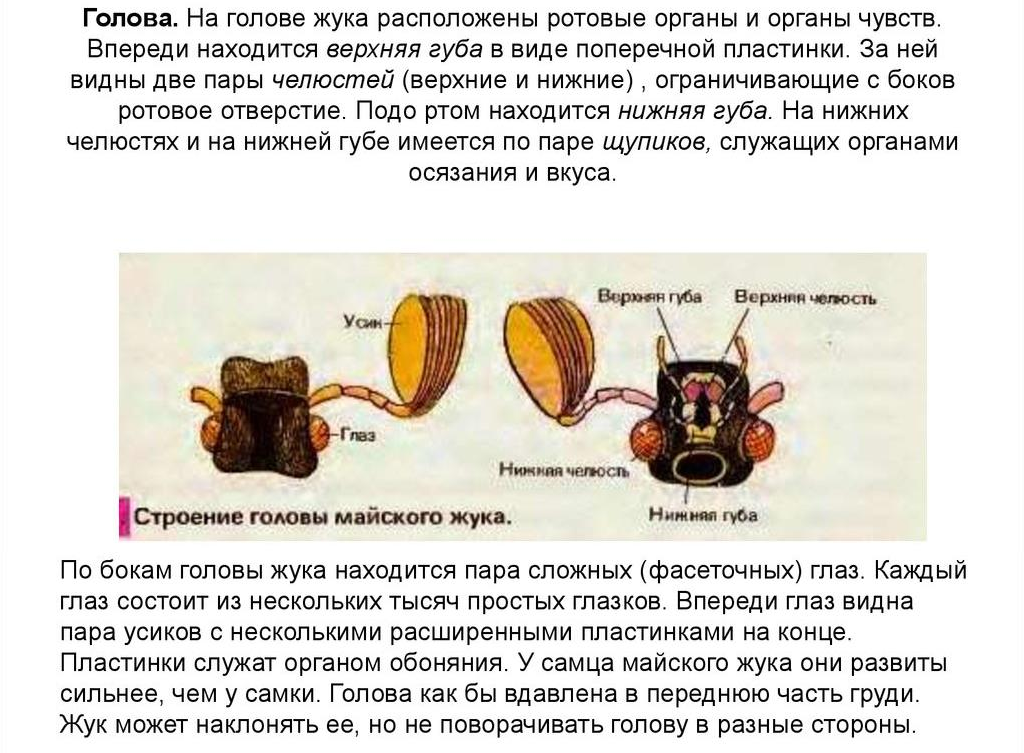 Голова. На голове жука расположены ротовые органы и органы чувств.
Впереди находится верхняя губа в виде поперечной пластинки. За ней
видны две пары челюстей (верхние и нижние) , ограничивающие с боков
ротовое отверстие. Подо ртом находится нижняя губа. На нижних
челюстях и на нижней губе имеется по паре щупиков, служащих органами
осязания и вкуса.
Верхняя губа
Верхняя челюсть
Усик
Глаз
Нижняя челюсть
Строение головы майского жука.
Нижняя губа
По бокам головы жука находится пара сложных (фасеточных) глаз. Каждый
глаз состоит из нескольких тысяч простых глазков. Впереди глаз видна
пара усиков с несколькими расширенными пластинками на конце.
Пластинки служат органом обоняния. У самца майского жука они развиты
сильнее, чем у самки. Голова как бы вдавлена в переднюю часть груди.
Жук может наклонять ее, но не поворачивать голову в разные стороны.